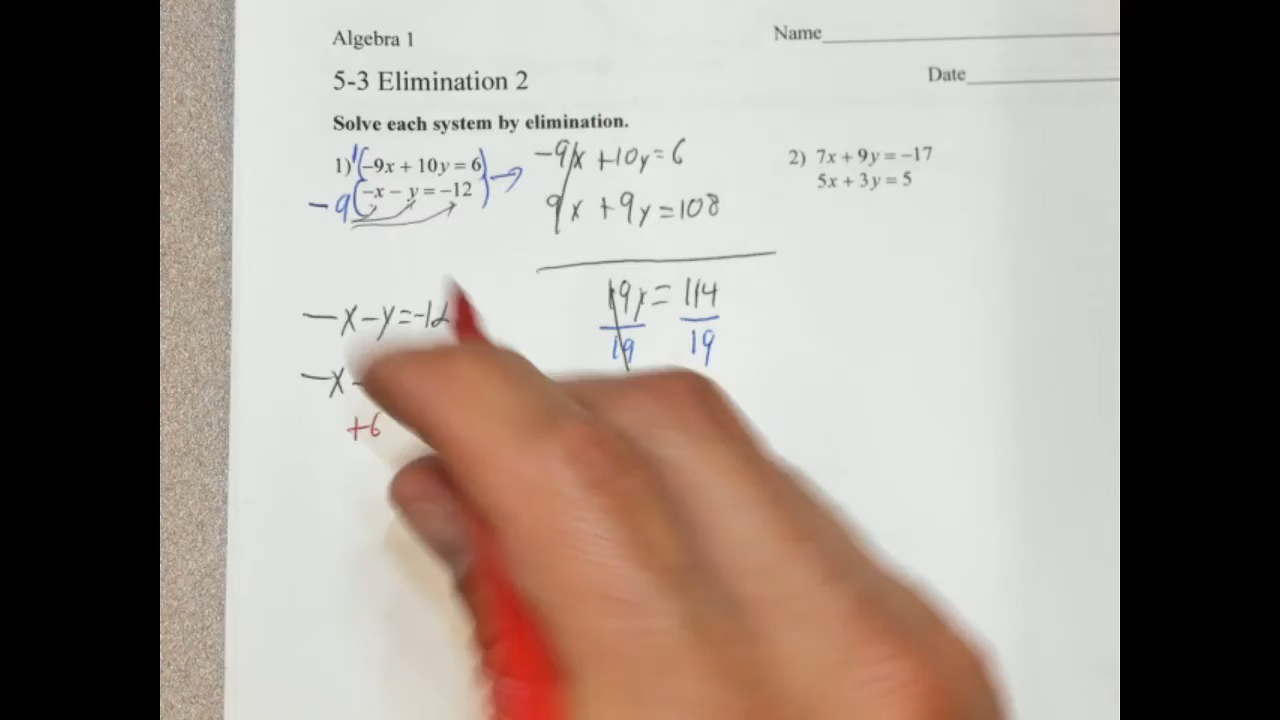 Algebra 1
Name
5-3 Elimination 2
Date
Solve each system by elimination.
1) 1(-9x + 10y = 6)
-9(-x - y = -12)
-9x +10y=6
9x +9y=108
19y = 114
19 19
-x-y=-12
-x
+6
2) 7x + 9y = -17
5x + 3y = 5